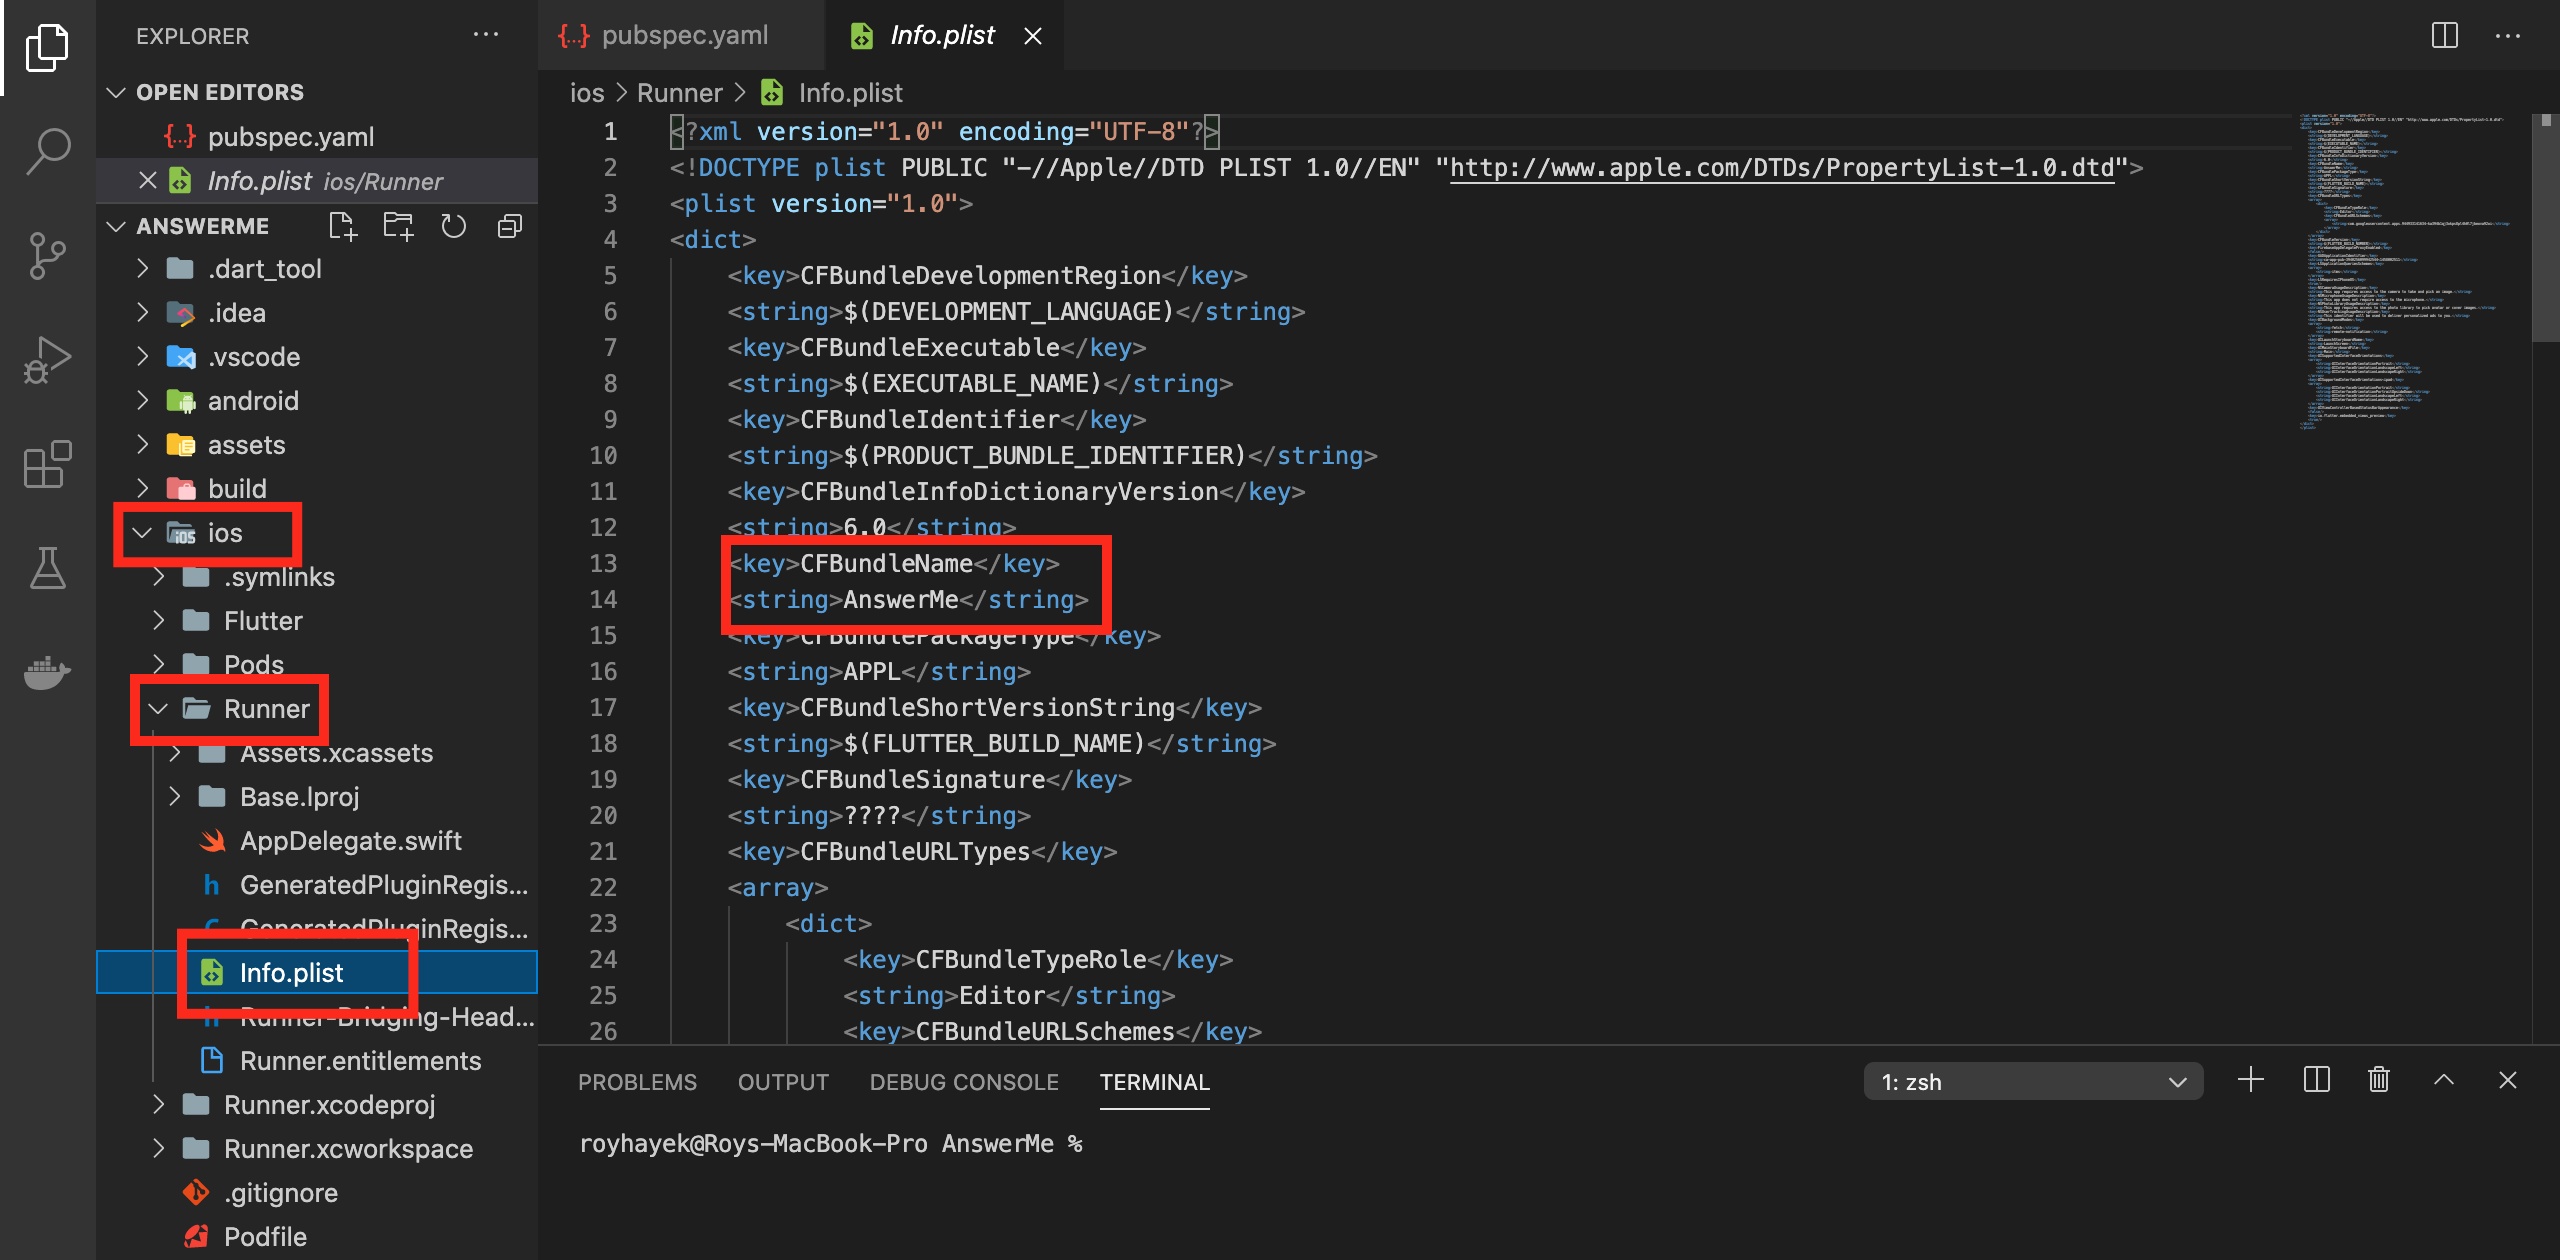 EXPLORER
OPEN EDITORS
pubspec.yaml
Info.plist ios/Runner
ANSWERME
.dart_tool
.idea
.vscode
android
assets
build
ios
.symlinks
Flutter
Pods
Runner
Assets.xcassets
Base.lproj
AppDelegate.swift
GeneratedPluginRegis...
GeneratedPluginRegis...
Info.plist
Runner-Bridging-Head...
Runner.entitlements
Runner.xcodeproj
Runner.xcworkspace
.gitignore
Podfile
pubspec.yaml
Info.plist
ios > Runner > Info.plist
1 <?xml version="1.0" encoding="UTF-8"?>
2 <!DOCTYPE plist PUBLIC "-//Apple//DTD PLIST 1.0//EN" "http://www.apple.com/DTDs/PropertyList-1.0.dtd">
3 <plist version="1.0">
4 <dict>
5 <key>CFBundleDevelopmentRegion</key>
6 <string>$(DEVELOPMENT_LANGUAGE)</string>
7 <key>CFBundleExecutable</key>
8 <string>$(EXECUTABLE_NAME)</string>
9 <key>CFBundleIdentifier</key>
10 <string>$(PRODUCT_BUNDLE_IDENTIFIER)</string>
11 <key>CFBundleInfoDictionaryVersion</key>
12 <string>6.0</string>
13 <key>CFBundleName</key>
14 <string>AnswerMe</string>
15 <key>CFBundlePackageType</key>
16 <string>APPL</string>
17 <key>CFBundleShortVersionString</key>
18 <string>$(FLUTTER_BUILD_NAME)</string>
19 <key>CFBundleSignature</key>
20 <string>????</string>
21 <key>CFBundleURLTypes</key>
22 <array>
23 <dict>
24 <key>CFBundleTypeRole</key>
25 <string>Editor</string>
26 <key>CFBundleURLSchemes</key>
PROBLEMS OUTPUT DEBUG CONSOLE TERMINAL
1: zsh
royhayek@Roys-MacBook-Pro AnswerMe %